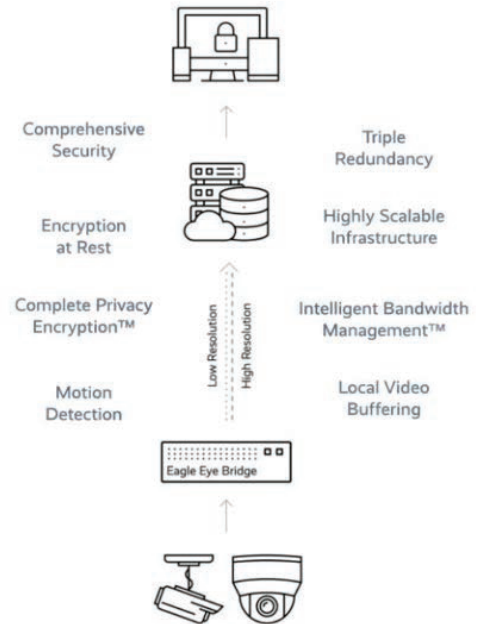 Comprehensive
Security
Triple
Redundancy
Encryption
at Rest
Highly Scalable
Infrastructure
Complete Privacy
Encryption™
Intelligent Bandwidth
Management™
Low Resolution
High Resolution
Motion
Detection
Local Video
Buffering
Eagle Eye Bridge